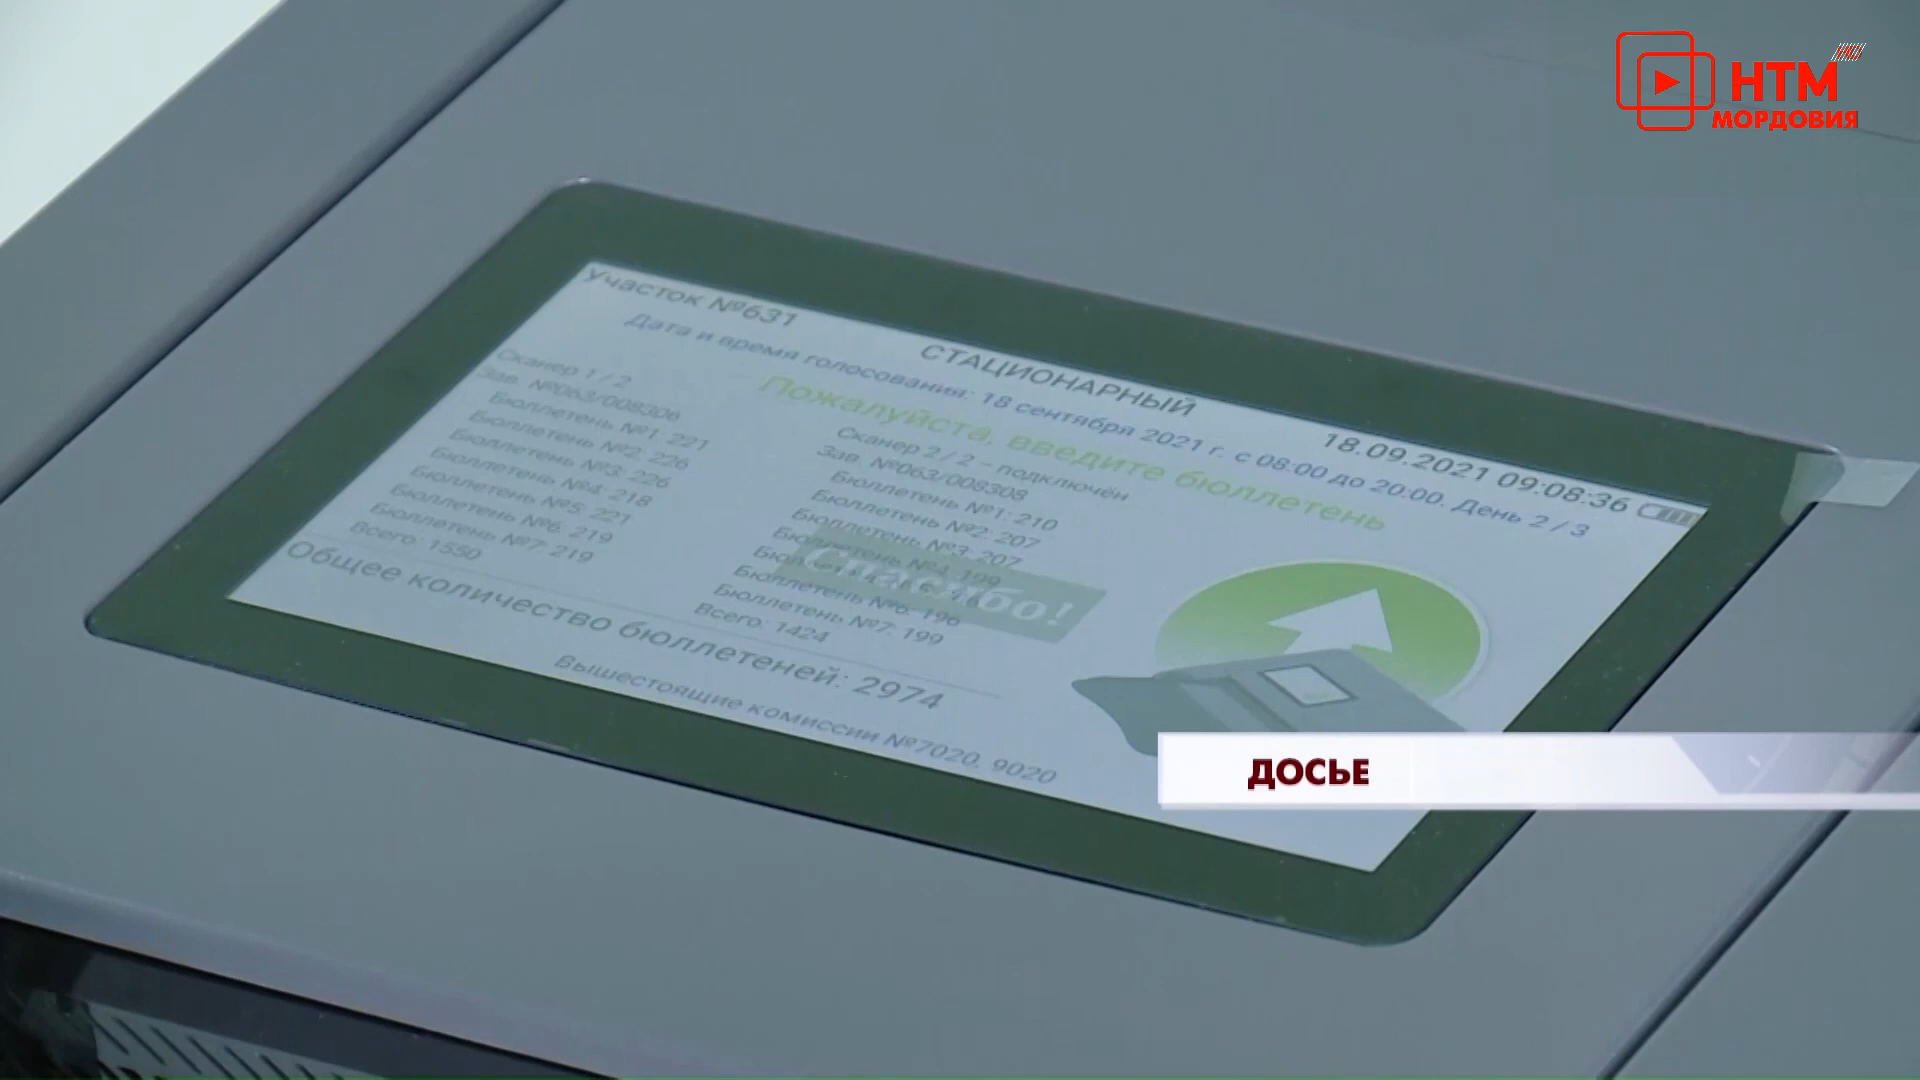 НТМ
МОРДОВИЯ
Участок №631
СТАЦИОНАРНЫЙ
18.09.2021 09:08:36
Дата и время голосования: 18 сентября 2021 г. с 08:00 до 20:00. День 2 / 3
Пожалуйста, введите бюллетень
Сканер 1 / 2
Зав. №063/008306
Бюллетень №1: 221
Бюллетень №2: 226
Бюллетень №3: 226
Бюллетень №4: 218
Бюллетень №5: 221
Бюллетень №6: 219
Бюллетень №7: 219
Всего: 1550
Сканер 2 / 2 - подключён
Зав. №063/008308
Бюллетень №1: 210
Бюллетень №2: 207
Бюллетень №3: 207
Бюллетень №4: 199
Бюллетень №6: 196
Бюллетень №7: 199
Всего: 1424
Спасибо!
Общее количество бюллетеней: 2974
Вышестоящие комиссии №7020, 9020
ДОСЬЕ